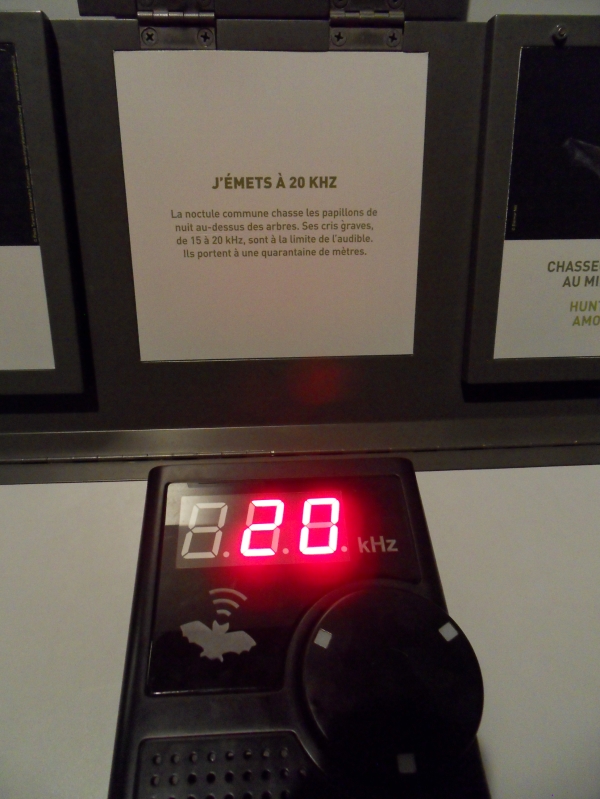 J'ÉMETS À 20 KHZ
La noctule commune chasse les papillons de
nuit au-dessus des arbres. Ses cris graves,
de 15 à 20 kHz, sont à la limite de l'audible.
Ils portent à une quarantaine de mètres.
CHASSE
AU MI
HUN
AMO
20 kHz